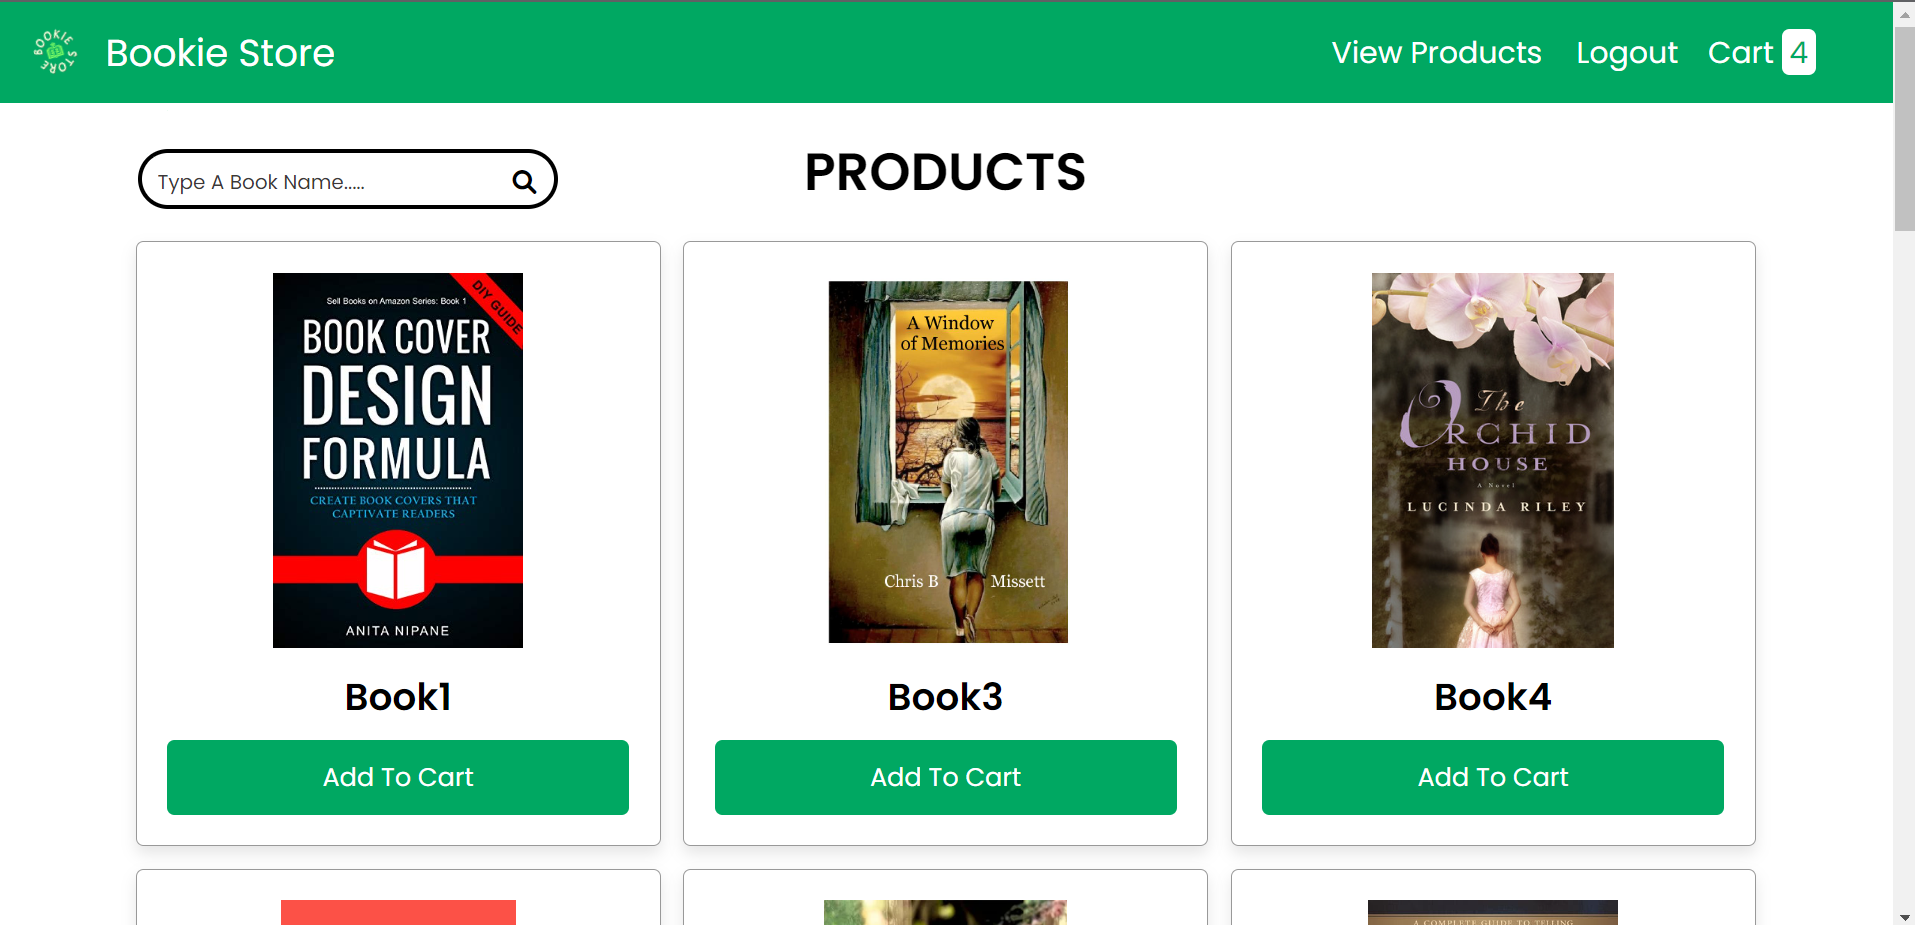 BOOKIE STORE
Bookie Store
View Products
Logout
Cart 4
Type A Book Name.....
PRODUCTS
Sell Books on Amazon Series: Book 1
DIY GUIDE
BOOK COVER
DESIGN
FORMULA
CREATE BOOK COVERS THAT
CAPTIVATE READERS
ANITA NIPANE
Book1
Add To Cart
A Window
of Memories
Chris B Missett
Book3
Add To Cart
The
ORCHID
HOUSE
A Novel
LUCINDA RILEY
Book4
Add To Cart
A COMPLETE GUIDE TO TELLING